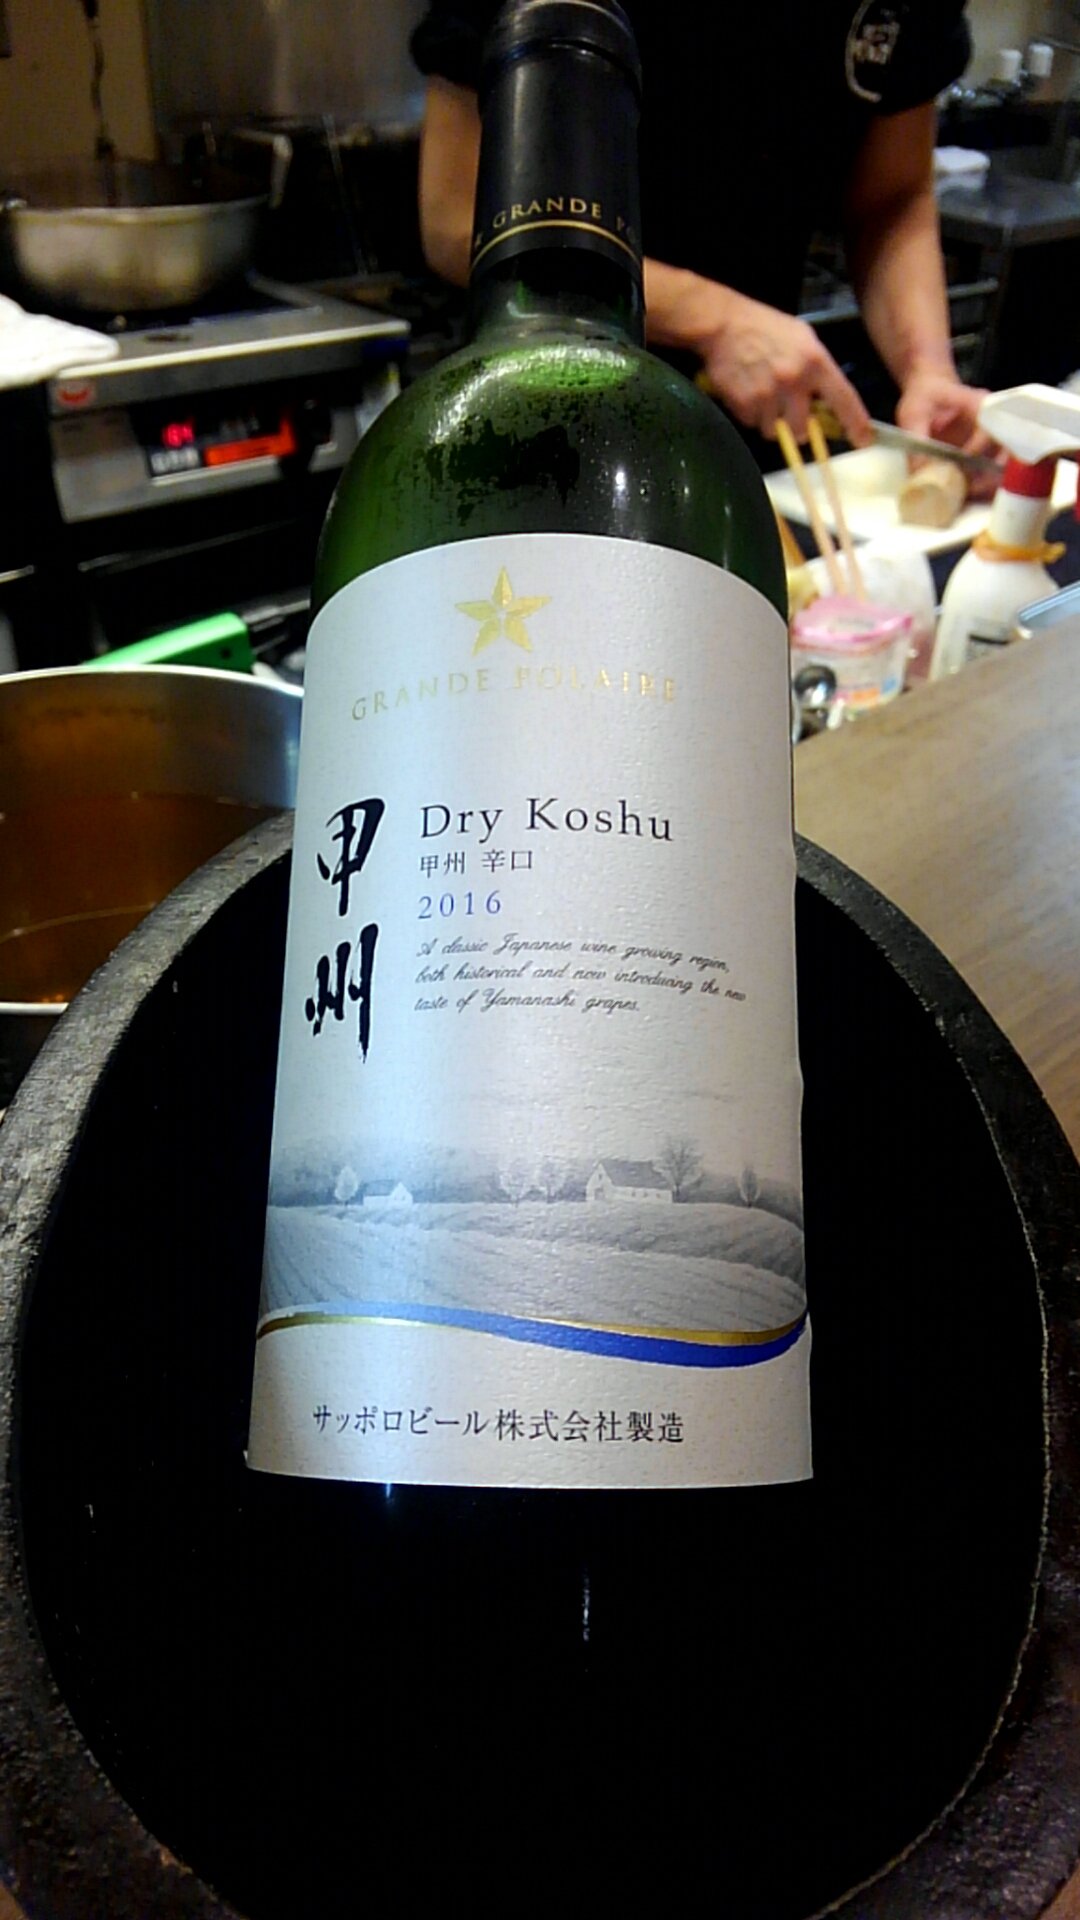 GRANDE
GRANDE POLAIRE
甲州
Dry Koshu
甲州 辛口
2016
A classic Japanese wine growing region,
both historical and now introducing the new
taste of Yamanashi grapes.
サッポロビール株式会社製造